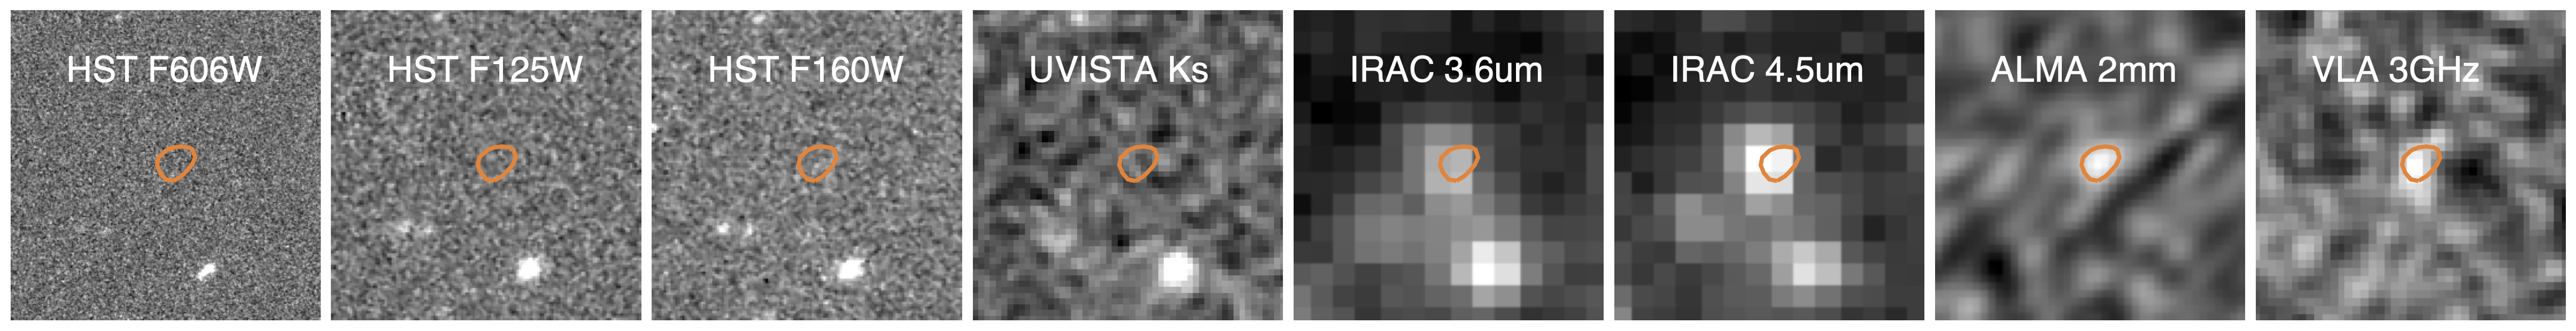 HST F606W
HST F125W
HST F160W
UVISTA Ks
IRAC 3.6um
IRAC 4.5um
ALMA 2mm
VLA 3GHz